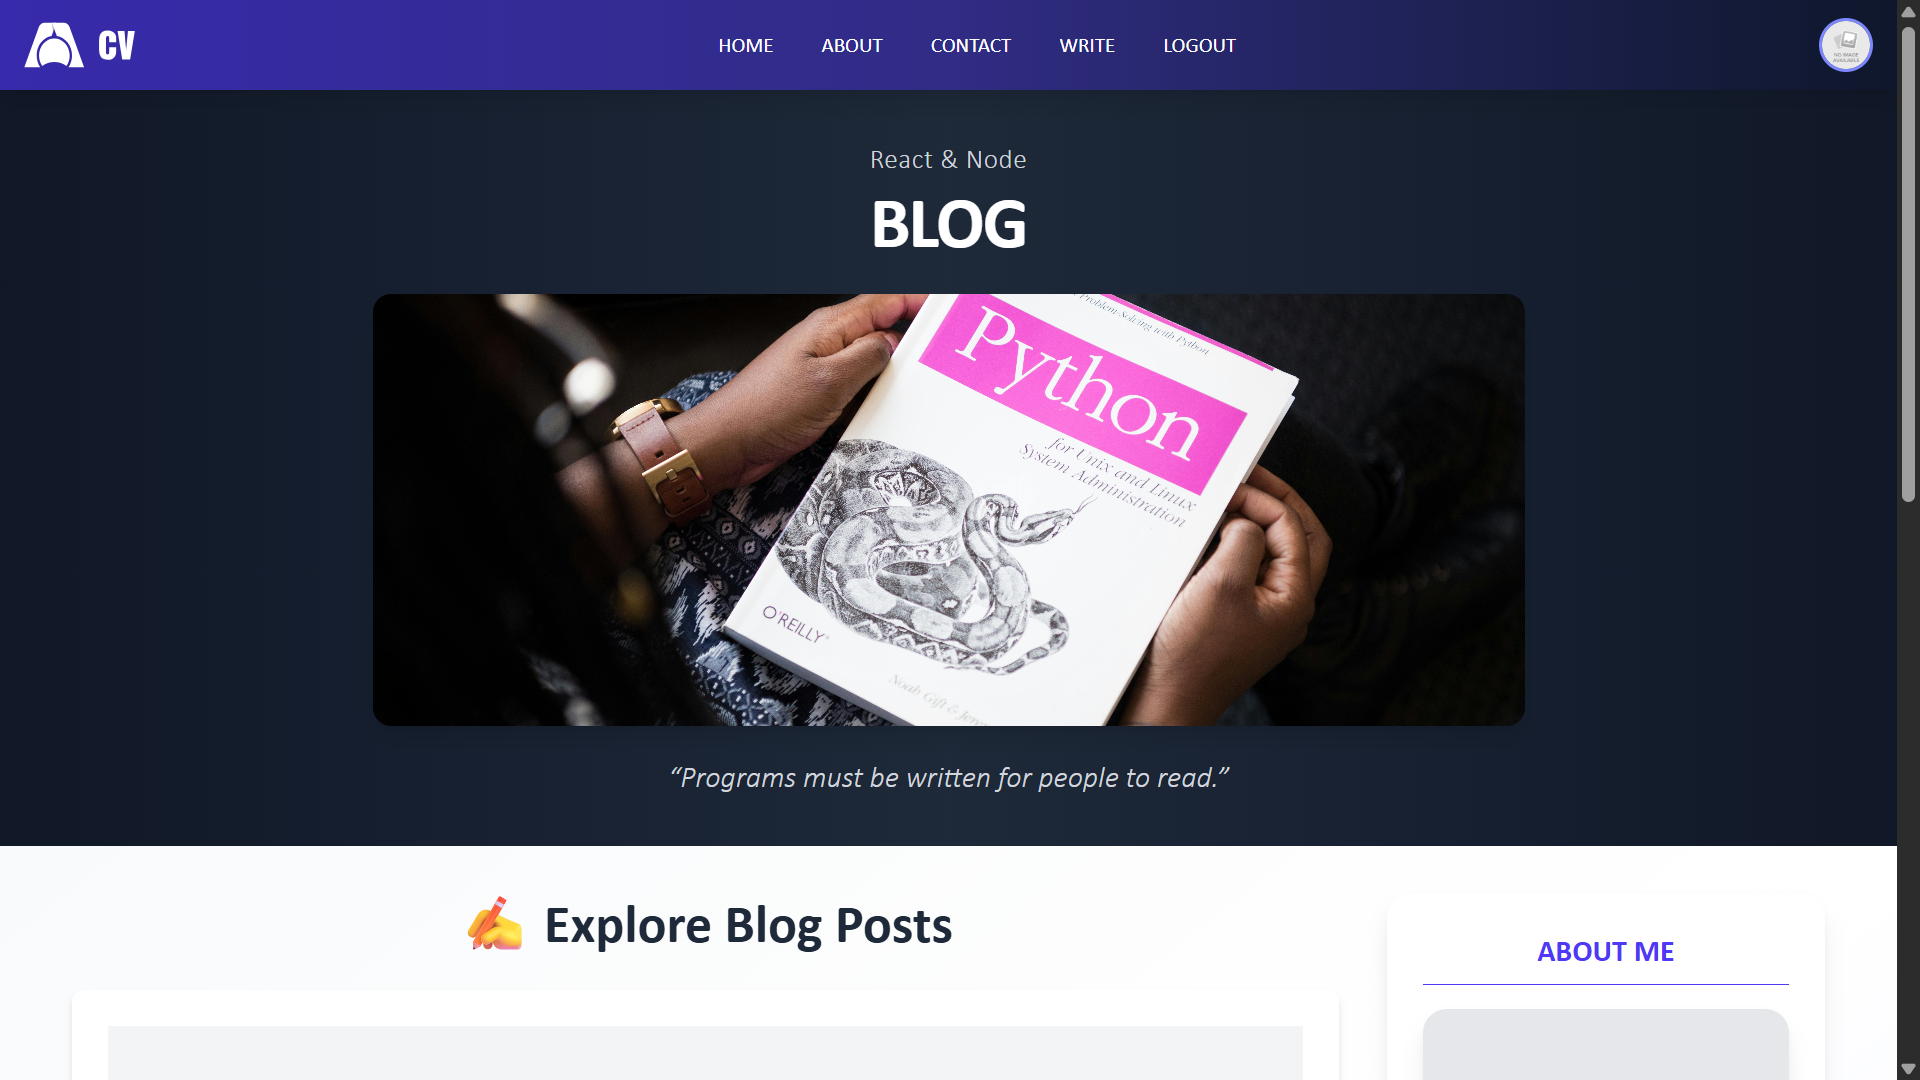 CV
HOME
ABOUT
CONTACT
WRITE
LOGOUT
NO IMAGE
AVAILABLE
React & Node
BLOG
Problem-Solving with Python
Python
for Unix and Linux
System Administration
O'REILLY®
Noah Gift &
“Programs must be written for people to read.”
Explore Blog Posts
ABOUT ME